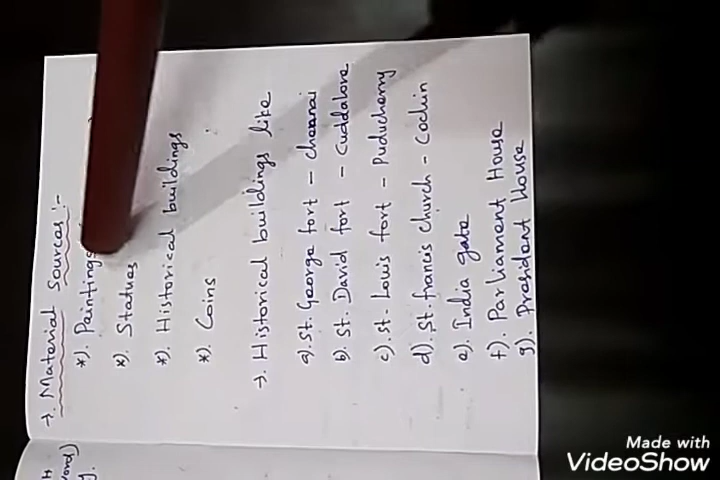 →. Material Sources:-
*). Paintings
*). Statues
*). Historical buildings
*). Coins
→. Historical buildings like
a). St. George fort - chennai
b). St. David fort - Cuddalore
c). St. Louis fort - Puducherry
d). St. francis church - Cochin
e). India gate
f). Parliament House
g). President House
Made with
VideoShow